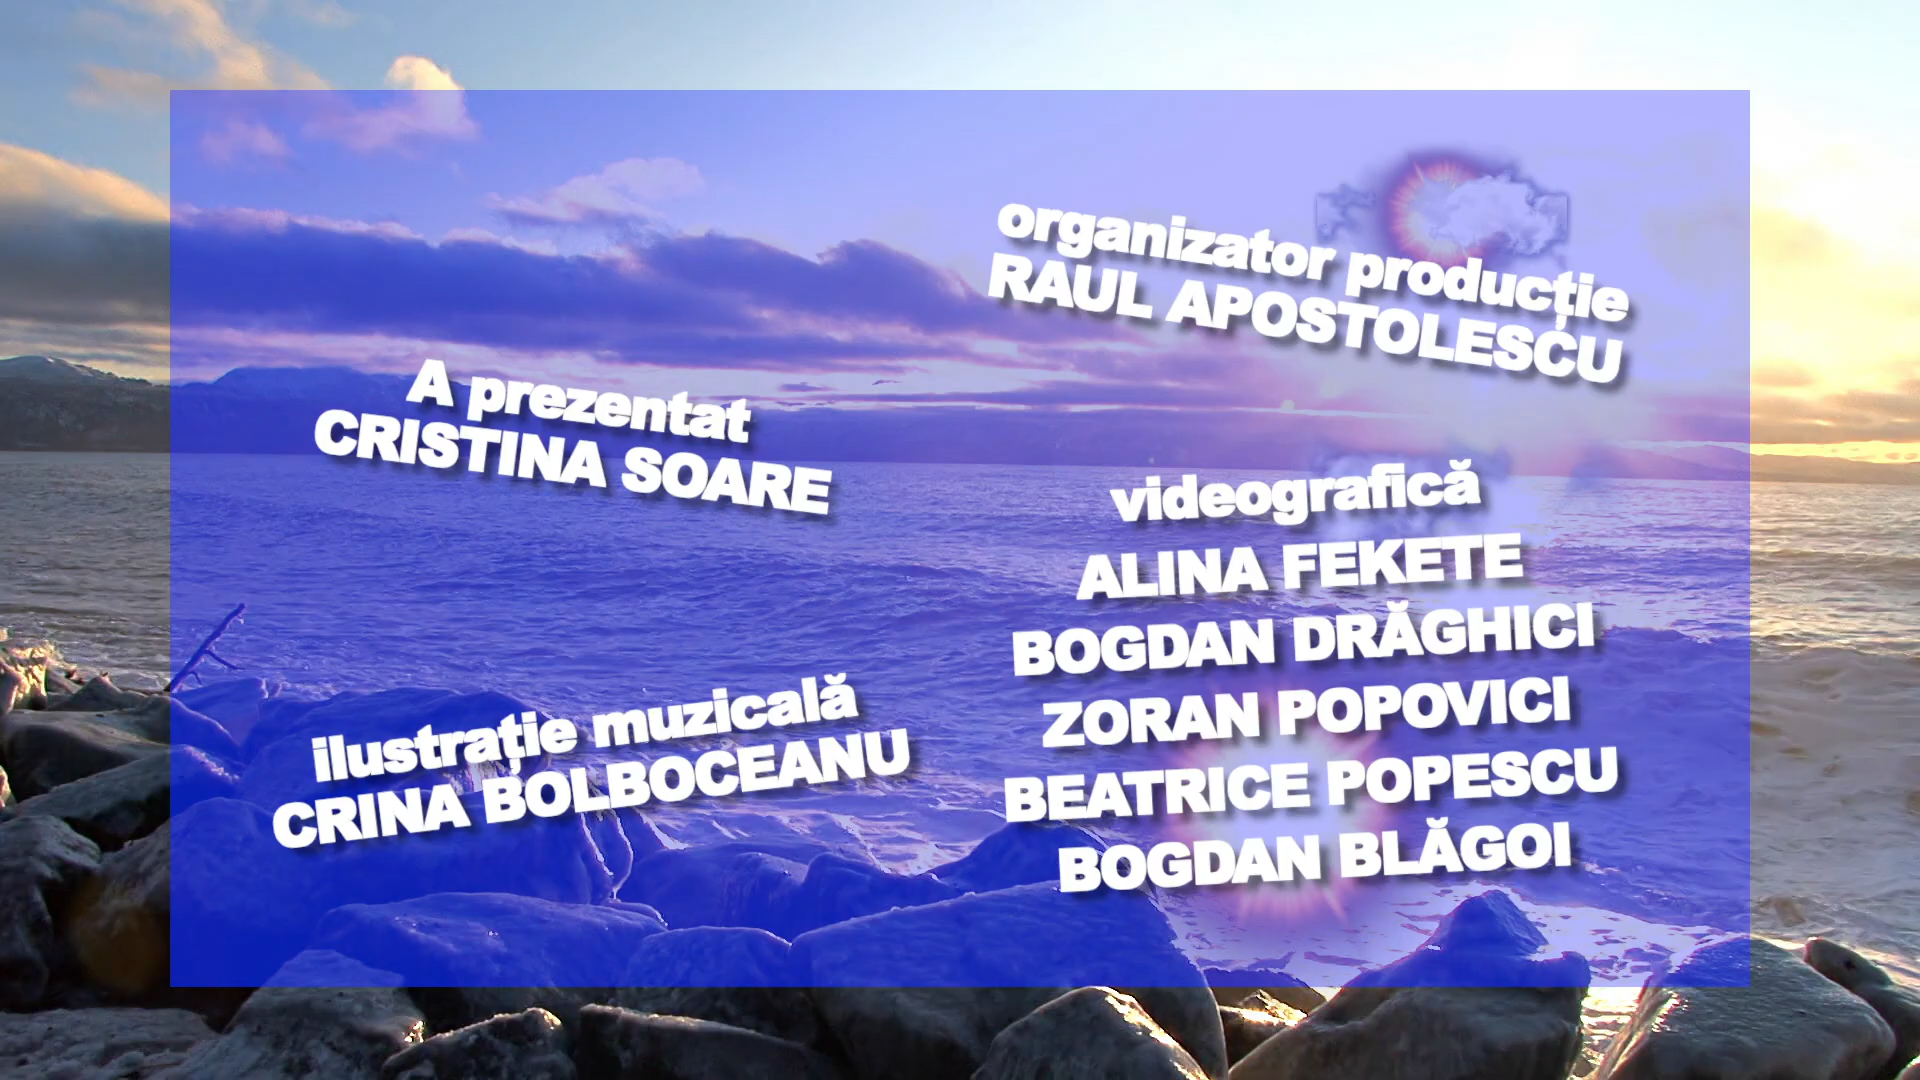 A prezentat
CRISTINA SOARE
ilustrație muzicală
CRINA BOLBOCEANU
organizator producție
RAUL APOSTOLESCU
videografică
ALINA FEKETE
BOGDAN DRĂGHICI
ZORAN POPOVICI
BEATRICE POPESCU
BOGDAN BLĂGOI